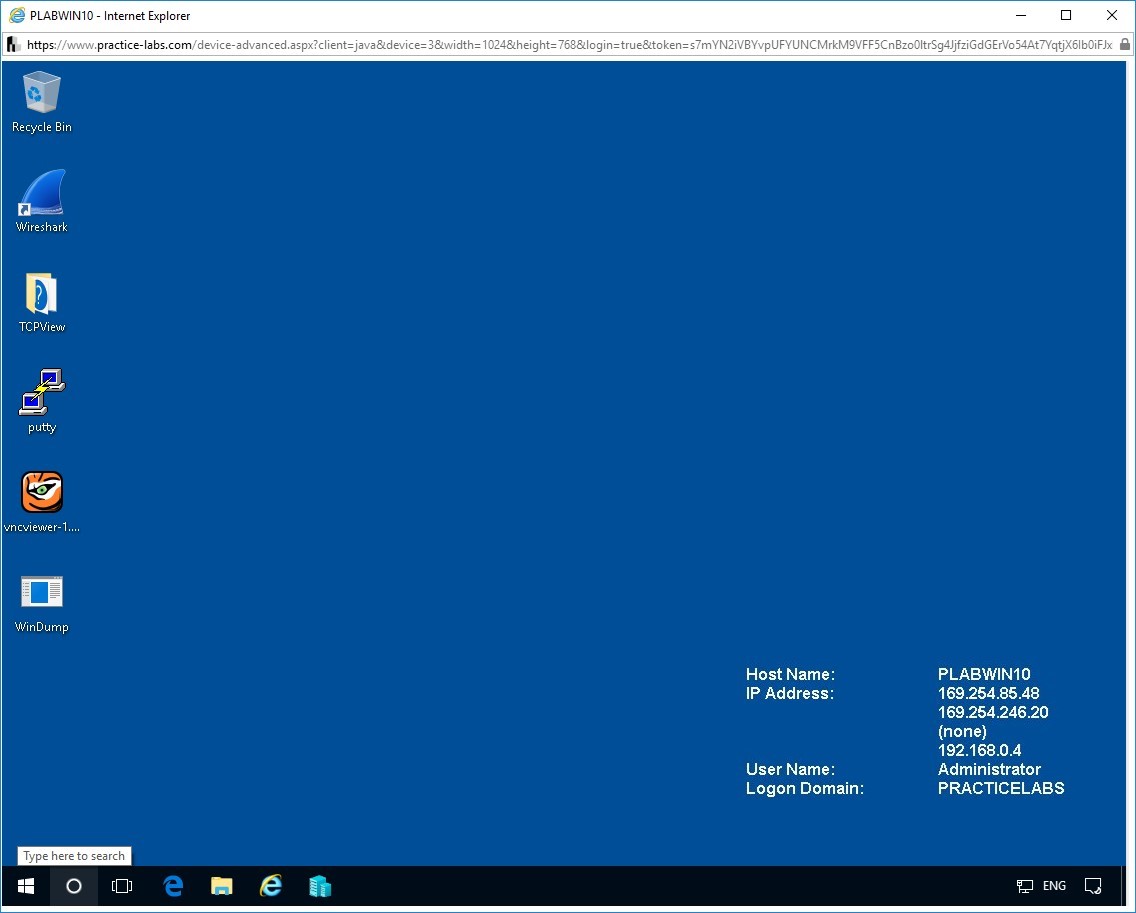 PLABWIN10 - Internet Explorer
https://www.practice-labs.com/device-advanced.aspx?client=java&device=3&width=1024&height=768&login=true&token=s7mYN2iVBYvpUFYUNCMrkM9VFF5CnBzo0ItrSg4JjfziGdGErVo54At7YqtjX6Ib0iFJx
Recycle Bin
Wireshark
TCPView
putty
vncviewer-1....
WinDump
Host Name: PLABWIN10
IP Address: 169.254.85.48
169.254.246.20
(none)
192.168.0.4
User Name: Administrator
Logon Domain: PRACTICELABS
Type here to search
ENG